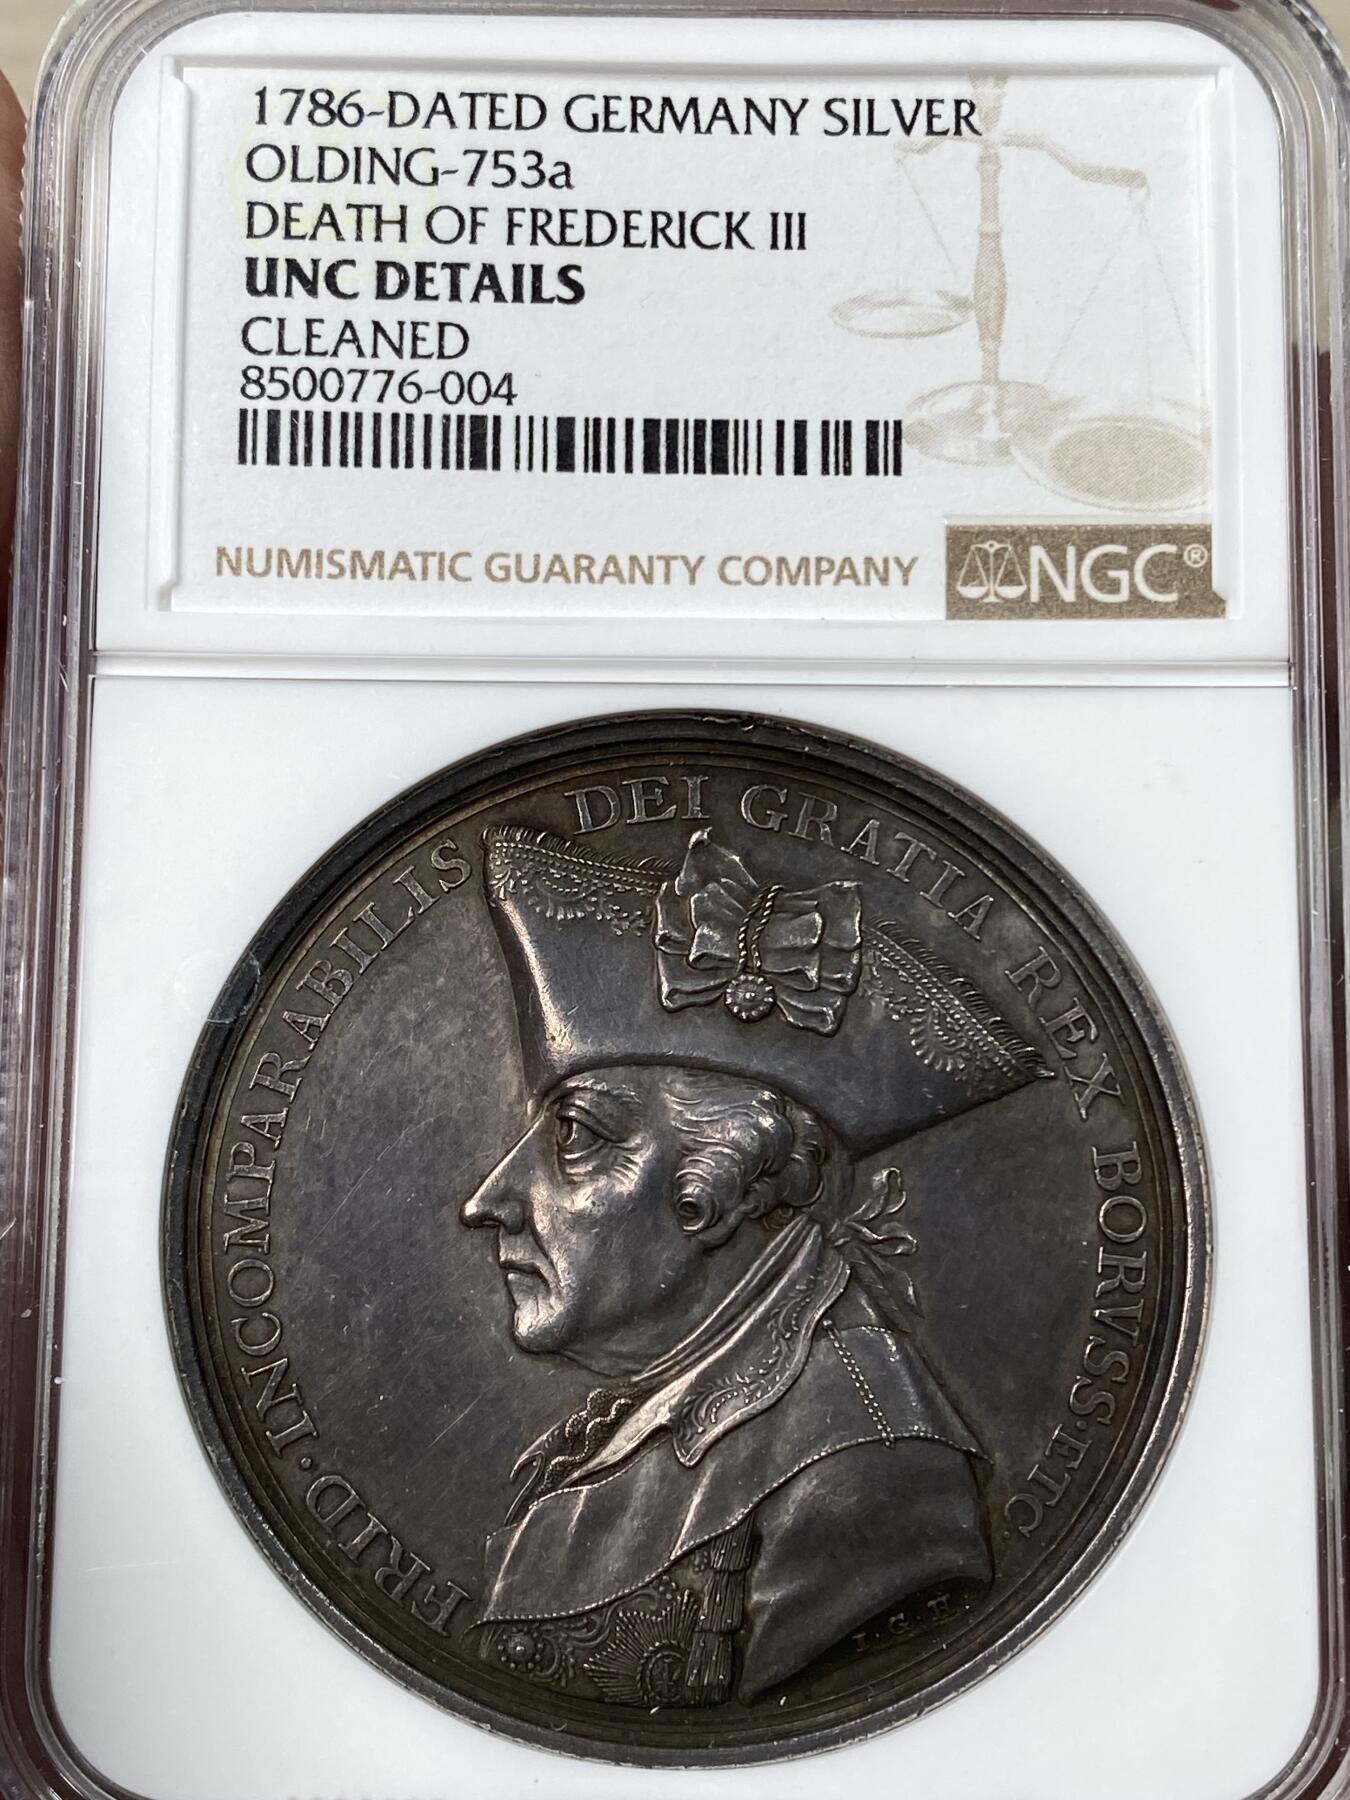 1786-DATED GERMANY SILVER
OLDING-753a
DEATH OF FREDERICK III
UNC DETAILS
CLEANED
8500776-004
NUMISMATIC GUARANTY COMPANY
NGC®
FRID·INCOMPARABILIS DEI GRATIA REX BORVSS·ETC·
I·G·H·